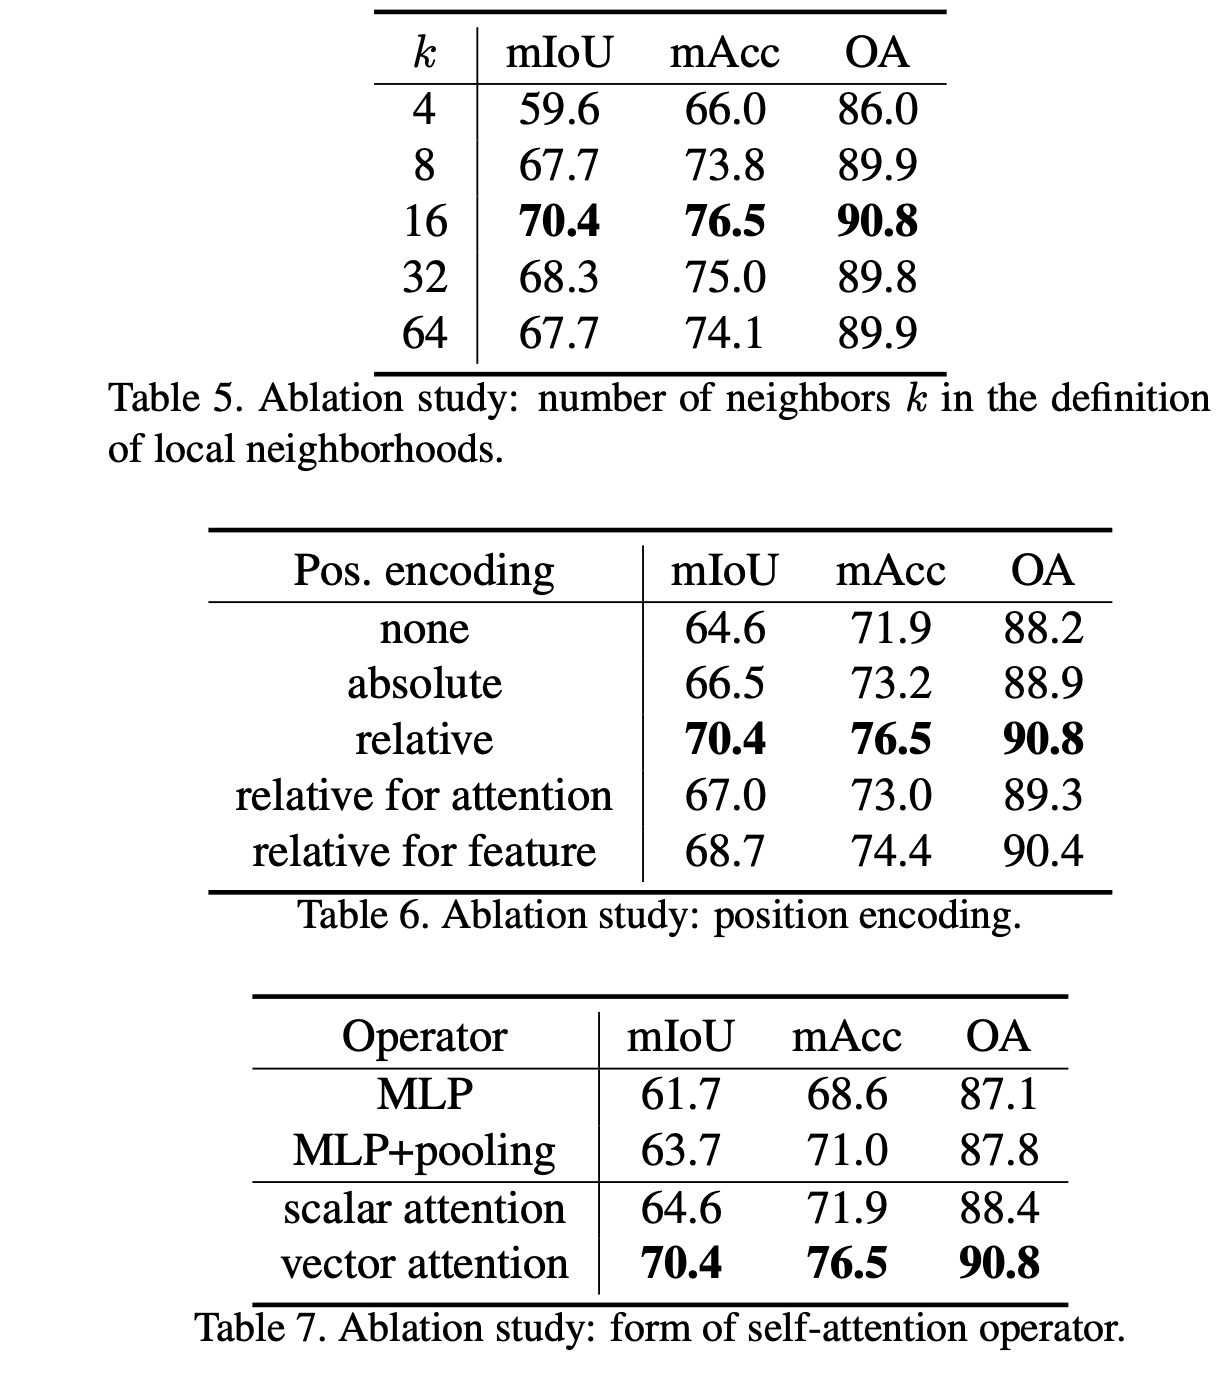 k mIoU mAcc OA
4 59.6 66.0 86.0
8 67.7 73.8 89.9
16 70.4 76.5 90.8
32 68.3 75.0 89.8
64 67.7 74.1 89.9
Table 5. Ablation study: number of neighbors k in the definition
of local neighborhoods.
Pos. encoding mIoU mAcc OA
none 64.6 71.9 88.2
absolute 66.5 73.2 88.9
relative 70.4 76.5 90.8
relative for attention 67.0 73.0 89.3
relative for feature 68.7 74.4 90.4
Table 6. Ablation study: position encoding.
Operator mIoU mAcc OA
MLP 61.7 68.6 87.1
MLP+pooling 63.7 71.0 87.8
scalar attention 64.6 71.9 88.4
vector attention 70.4 76.5 90.8
Table 7. Ablation study: form of self-attention operator.